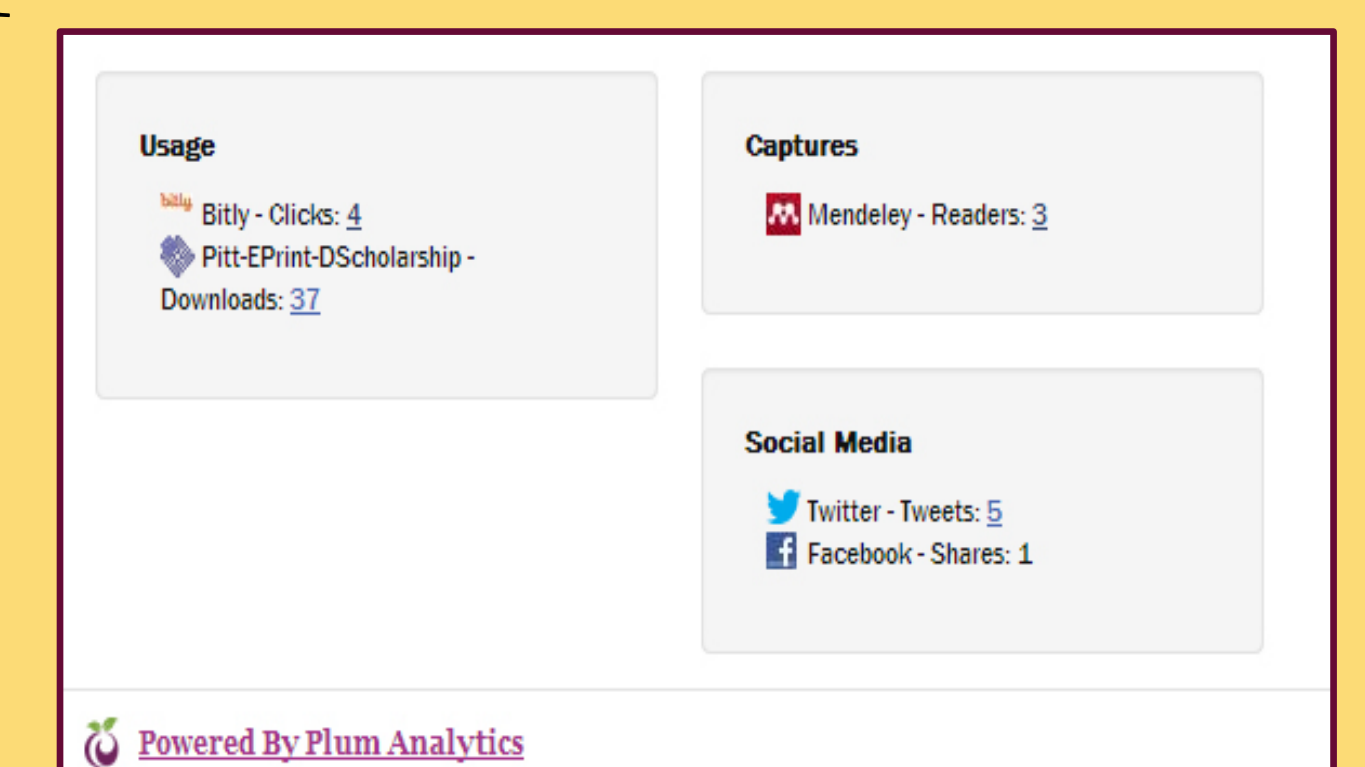 Usage
bitly Bitly - Clicks: 4
Pitt-EPrint-DScholarship -
Downloads: 37
Captures
Mendeley - Readers: 3
Social Media
Twitter - Tweets: 5
Facebook - Shares: 1
Powered By Plum Analytics